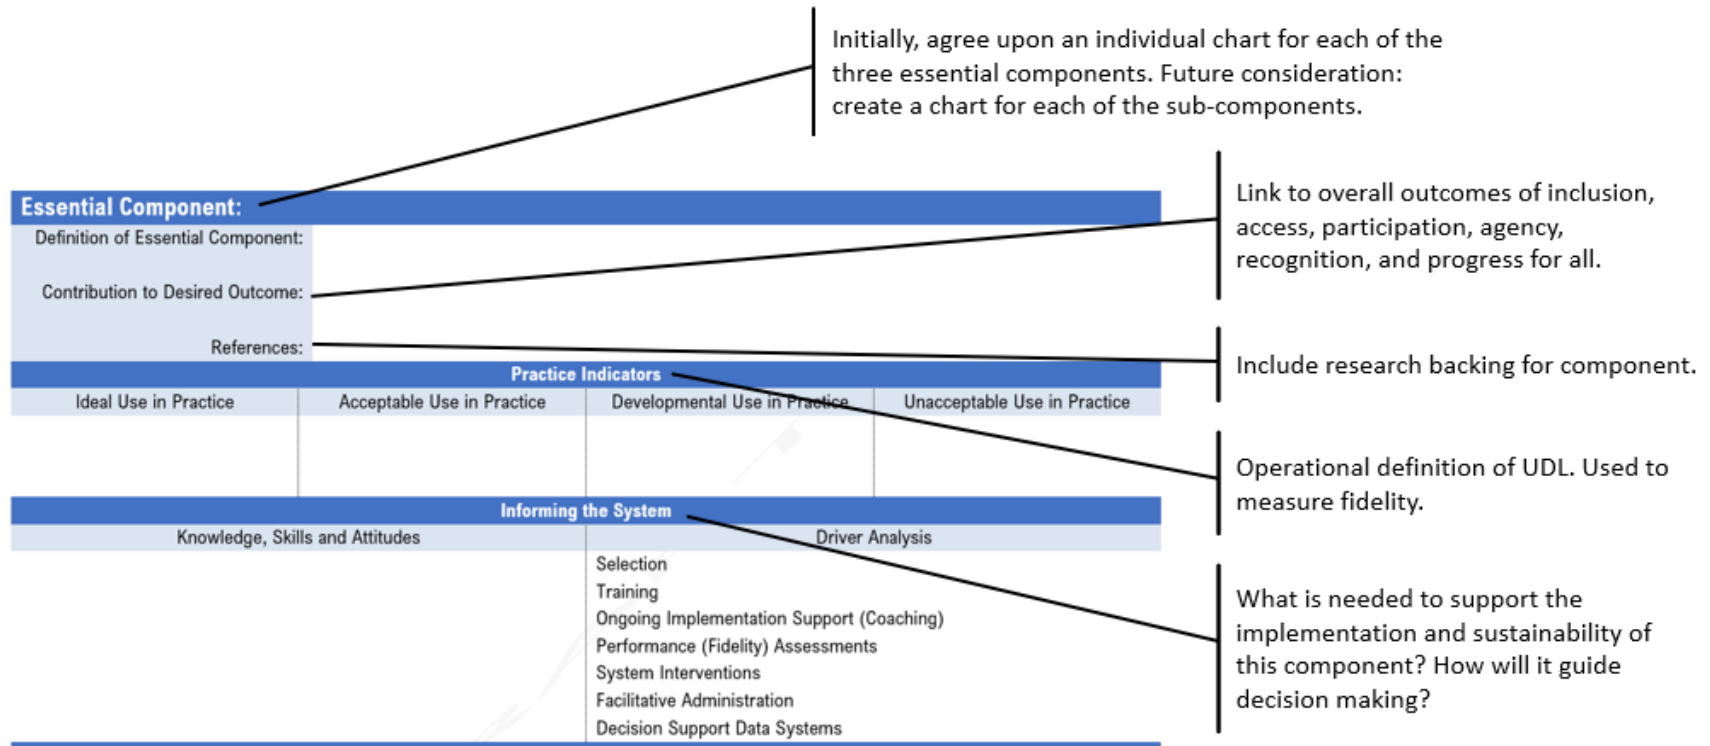 Initially, agree upon an individual chart for each of the
three essential components. Future consideration:
create a chart for each of the sub-components.
Essential Component:
Definition of Essential Component:
Contribution to Desired Outcome:
References:
Link to overall outcomes of inclusion,
access, participation, agency,
recognition, and progress for all.
Include research backing for component.
Practice Indicators
Ideal Use in Practice
Acceptable Use in Practice
Developmental Use in Practice
Unacceptable Use in Practice
Operational definition of UDL. Used to
measure fidelity.
Informing the System
Knowledge, Skills and Attitudes
Driver Analysis
Selection
Training
Ongoing Implementation Support (Coaching)
Performance (Fidelity) Assessments
System Interventions
Facilitative Administration
Decision Support Data Systems
What is needed to support the
implementation and sustainability of
this component? How will it guide
decision making?